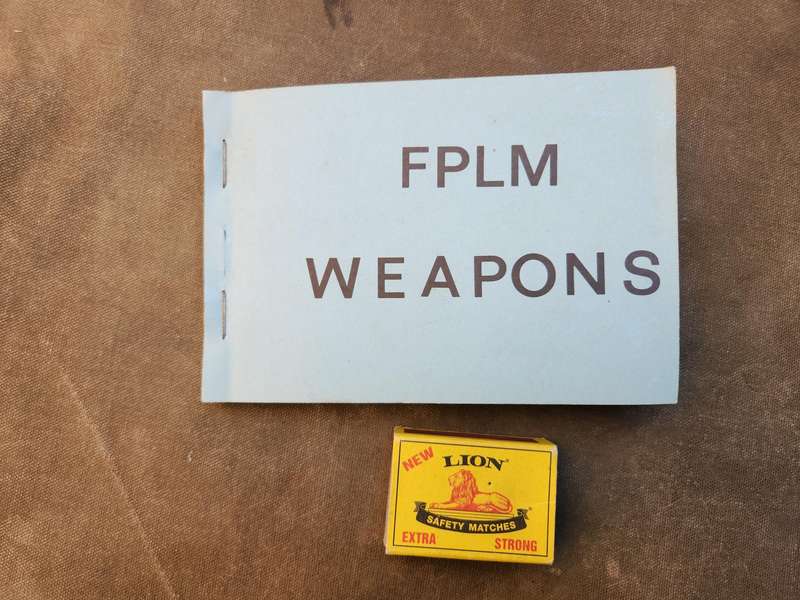 FPLM
WEAPONS
NEW
LION
SAFETY MATCHES
EXTRA STRONG